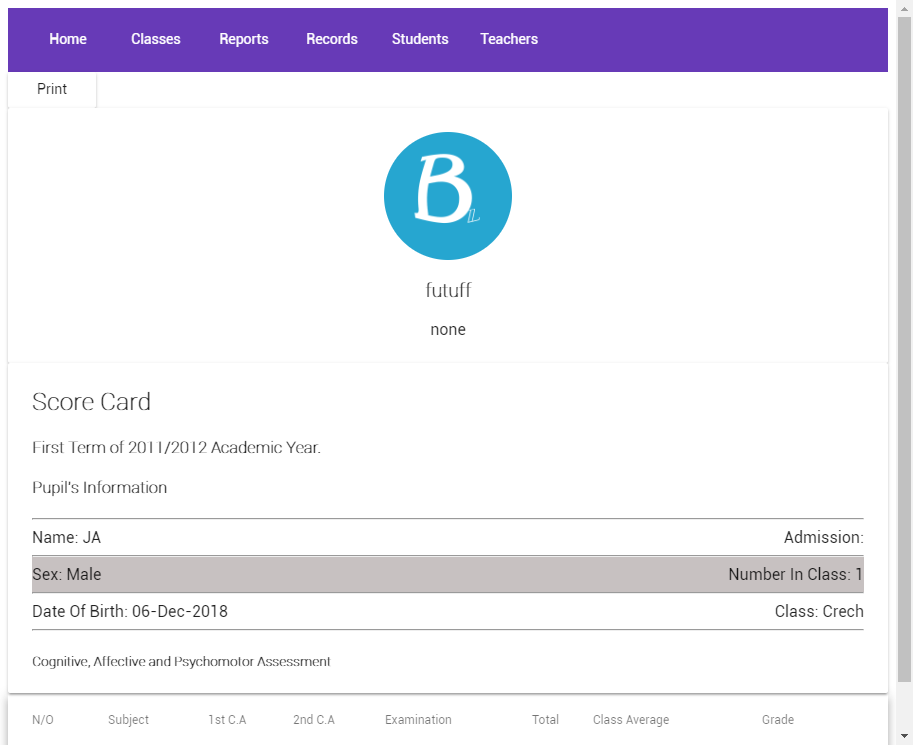 Home Classes Reports Records Students Teachers
Print
B
ZZ
futuff
none
Score Card
First Term of 2011/2012 Academic Year.
Pupil's Information
Name: JA Admission:
Sex: Male Number In Class: 1
Date Of Birth: 06-Dec-2018 Class: Crech
Cognitive, Affective and Psychomotor Assessment
N/O Subject 1st C.A 2nd C.A Examination Total Class Average Grade